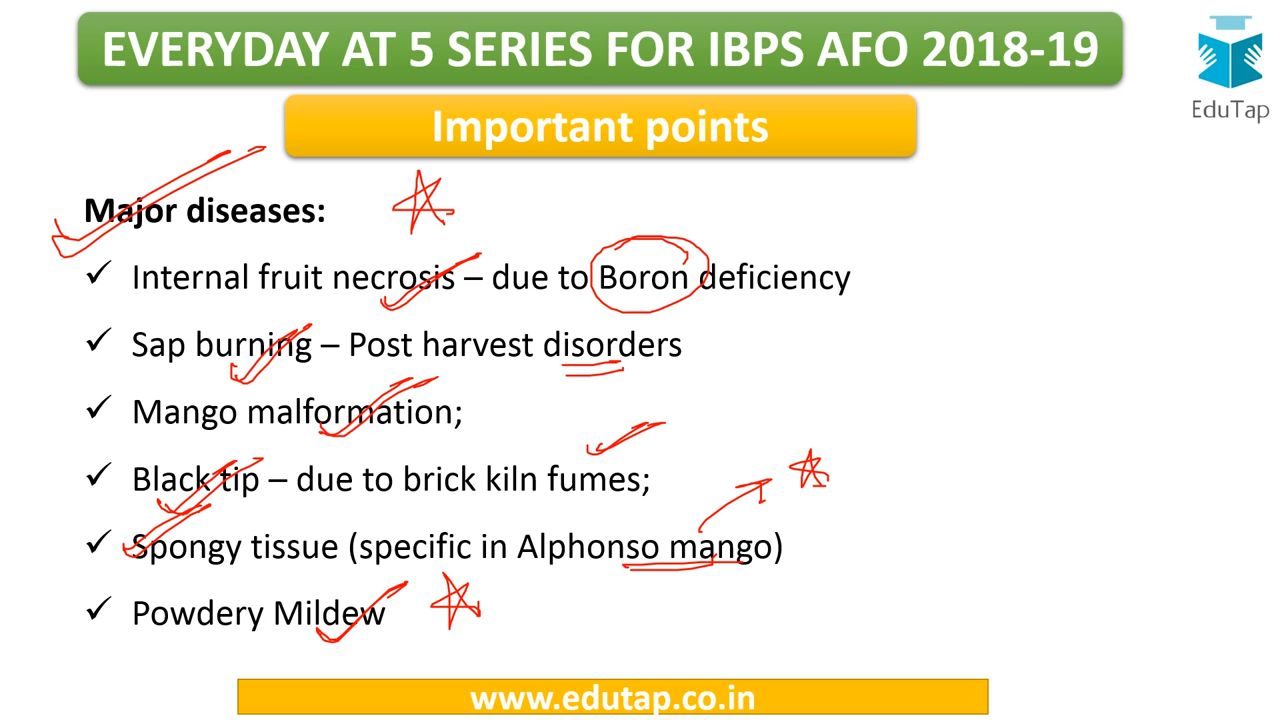 EVERYDAY AT 5 SERIES FOR IBPS AFO 2018-19
EduTap
Important points
Major diseases:
✓ Internal fruit necrosis – due to Boron deficiency
✓ Sap burning – Post harvest disorders
✓ Mango malformation;
✓ Black tip – due to brick kiln fumes;
✓ Spongy tissue (specific in Alphonso mango)
✓ Powdery Mildew
www.edutap.co.in